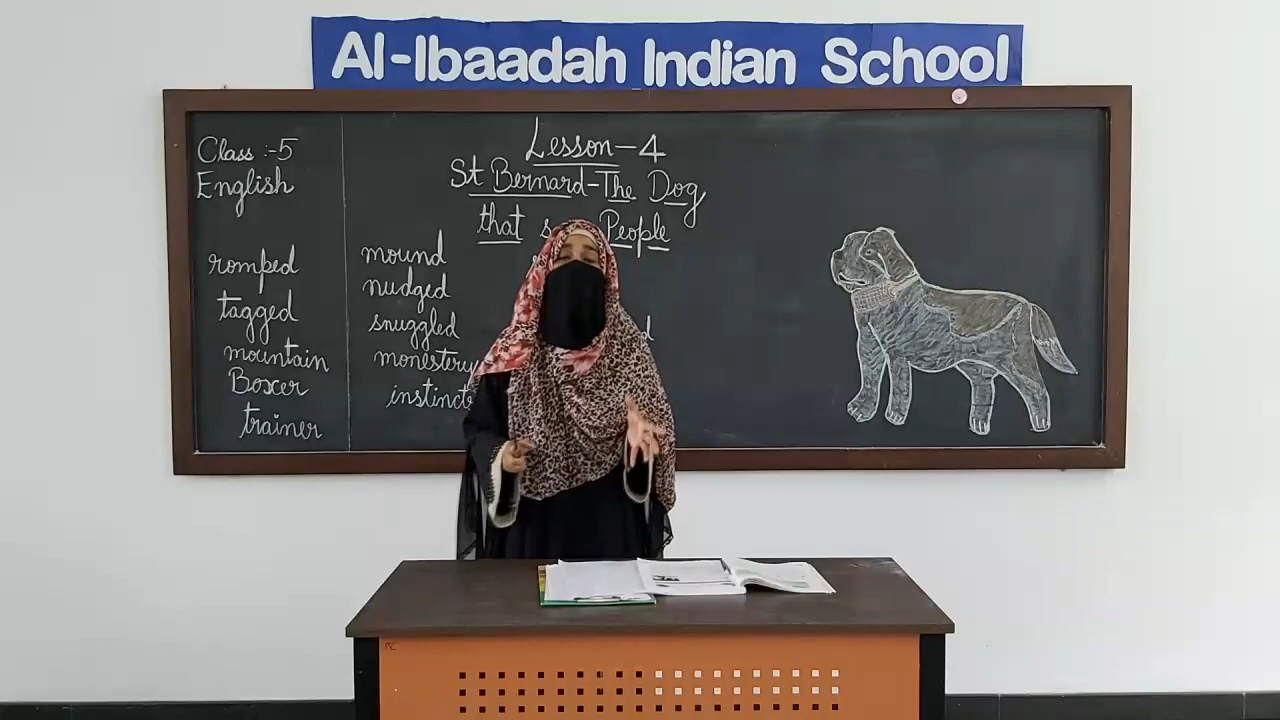 Al-Ibaadah Indian School
Class :-5
English
Lesson-4
St Bernard-The Dog
that People
romped
tagged
mountain
Boxer
trainer
mound
nudged
snuggled
monestery
instinct